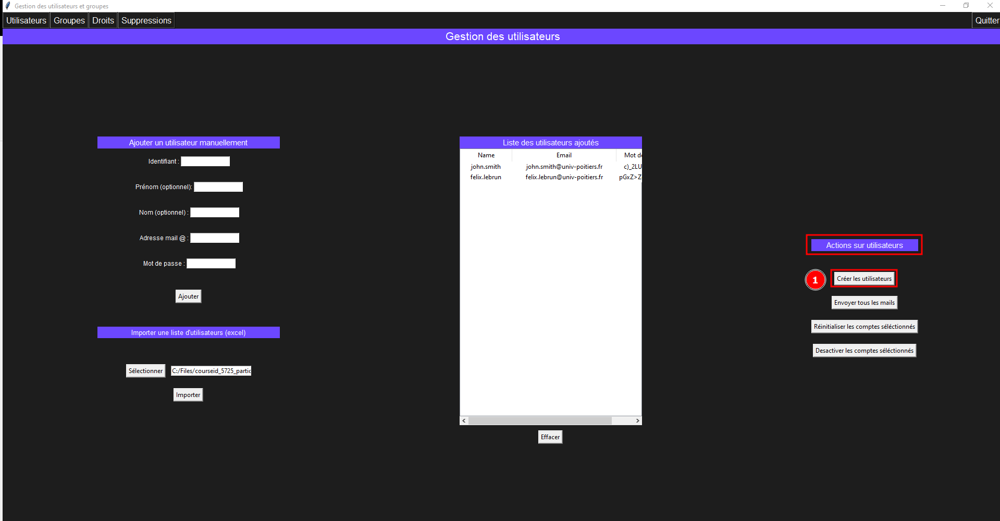 Gestion des utilisateurs et groupes
Utilisateurs Groupes Droits Suppressions Quitter
Gestion des utilisateurs
Ajouter un utilisateur manuellement
Identifiant :
Prénom (optionnel):
Nom (optionnel) :
Adresse mail @ :
Mot de passe :
Ajouter
Importer une liste d'utilisateurs (excel)
Sélectionner C:/Files/courseid_5725_partic
Importer
Liste des utilisateurs ajoutés
Name Email Mot de
john.smith john.smith@univ-poitiers.fr c)_2LU
felix.lebrun felix.lebrun@univ-poitiers.fr pGxZ>Z
Effacer
Actions sur utilisateurs
1 Créer les utilisateurs
Envoyer tous les mails
Réinitialiser les comptes séléctionnés
Desactiver les comptes séléctionnés